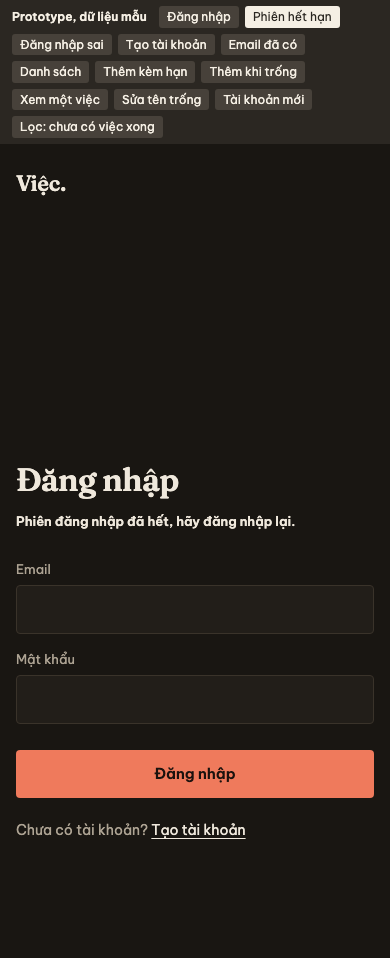 Prototype, dữ liệu mẫu Đăng nhập Phiên hết hạn
Đăng nhập sai Tạo tài khoản Email đã có
Danh sách Thêm kèm hạn Thêm khi trống
Xem một việc Sửa tên trống Tài khoản mới
Lọc: chưa có việc xong
Việc.
Đăng nhập
Phiên đăng nhập đã hết, hãy đăng nhập lại.
Email
Mật khẩu
Đăng nhập
Chưa có tài khoản? Tạo tài khoản